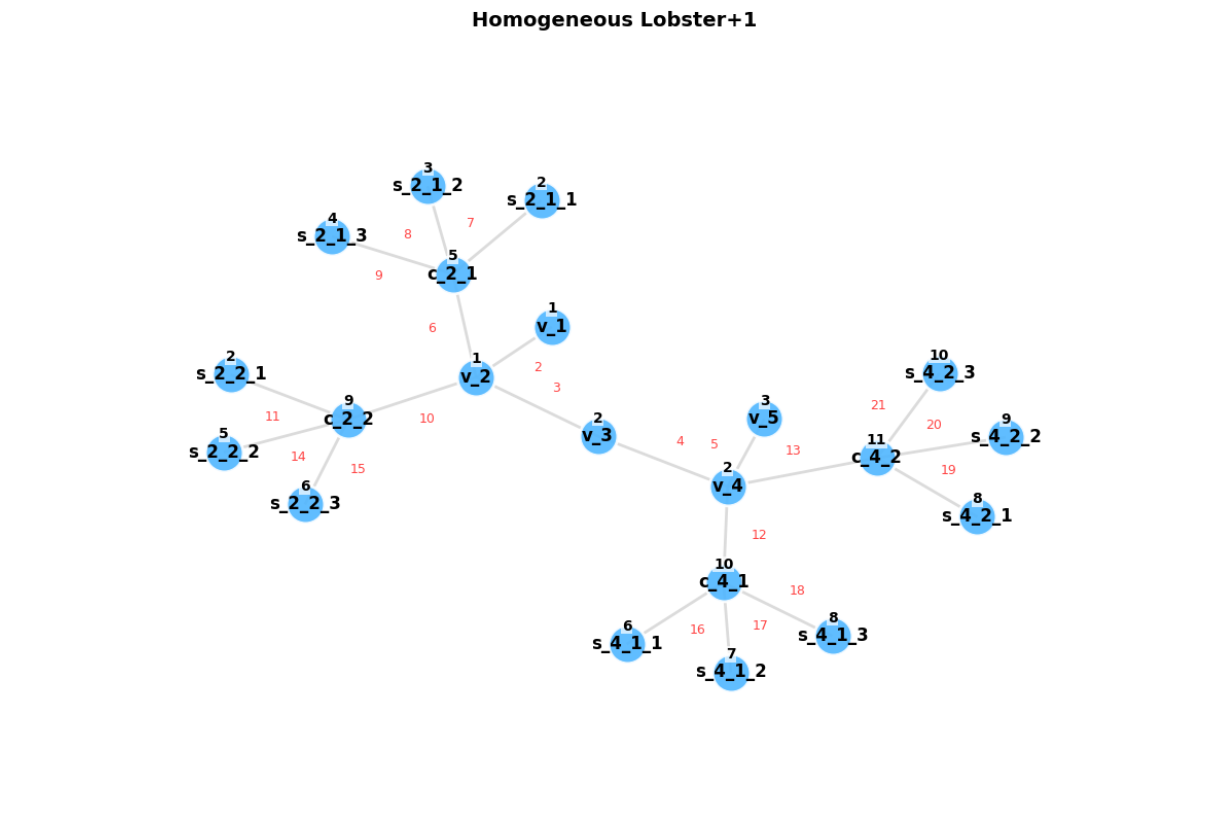 Homogeneous Lobster+1
3
s_2_1_2
2
s_2_1_1
4
s_2_1_3
7
8
5
c_2_1
9
1
v_1
6
1
v_2
2
3
2
s_2_2_1
10
s_4_2_3
9
c_2_2
3
v_5
21
11
10
2
v_3
20
9
s_4_2_2
5
s_2_2_2
4
5
13
11
c_4_2
14
15
19
2
v_4
6
s_2_2_3
8
s_4_2_1
12
10
c_4_1
18
6
s_4_1_1
16
17
8
s_4_1_3
7
s_4_1_2